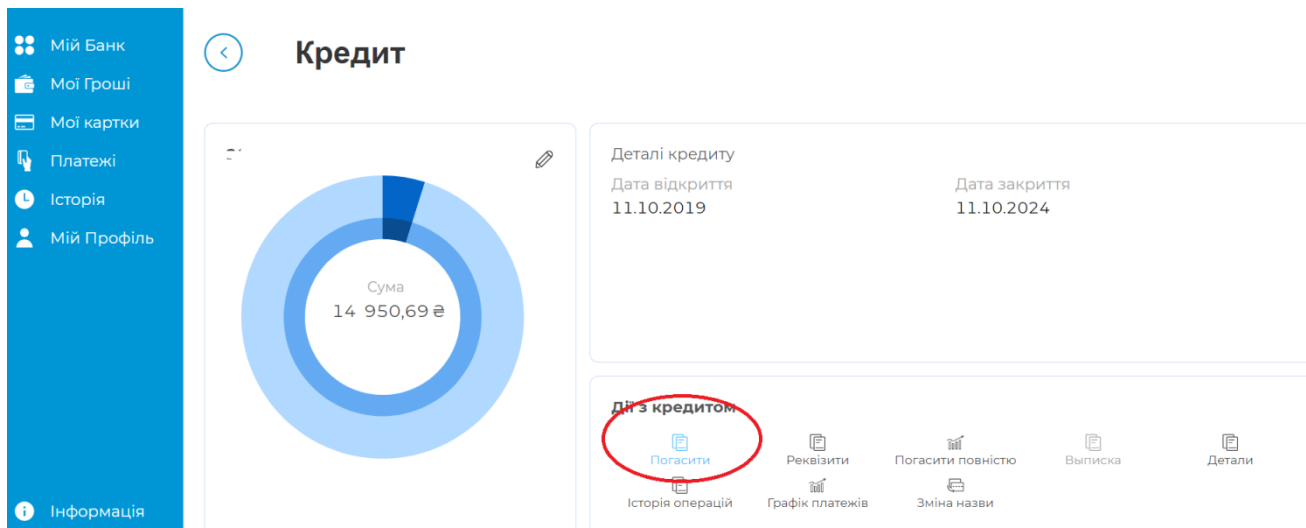 Мій Банк
Мої Гроші
Мої картки
Платежі
Історія
Мій Профіль
Інформація
Кредит
Сума
14 950,69 ₴
Деталі кредиту
Дата відкриття
Дата закриття
11.10.2019
11.10.2024
Дії з кредитом
Погасити
Реквізити
Погасити повністю
Выписка
Детали
Історія операцій
Графік платежів
Зміна назви